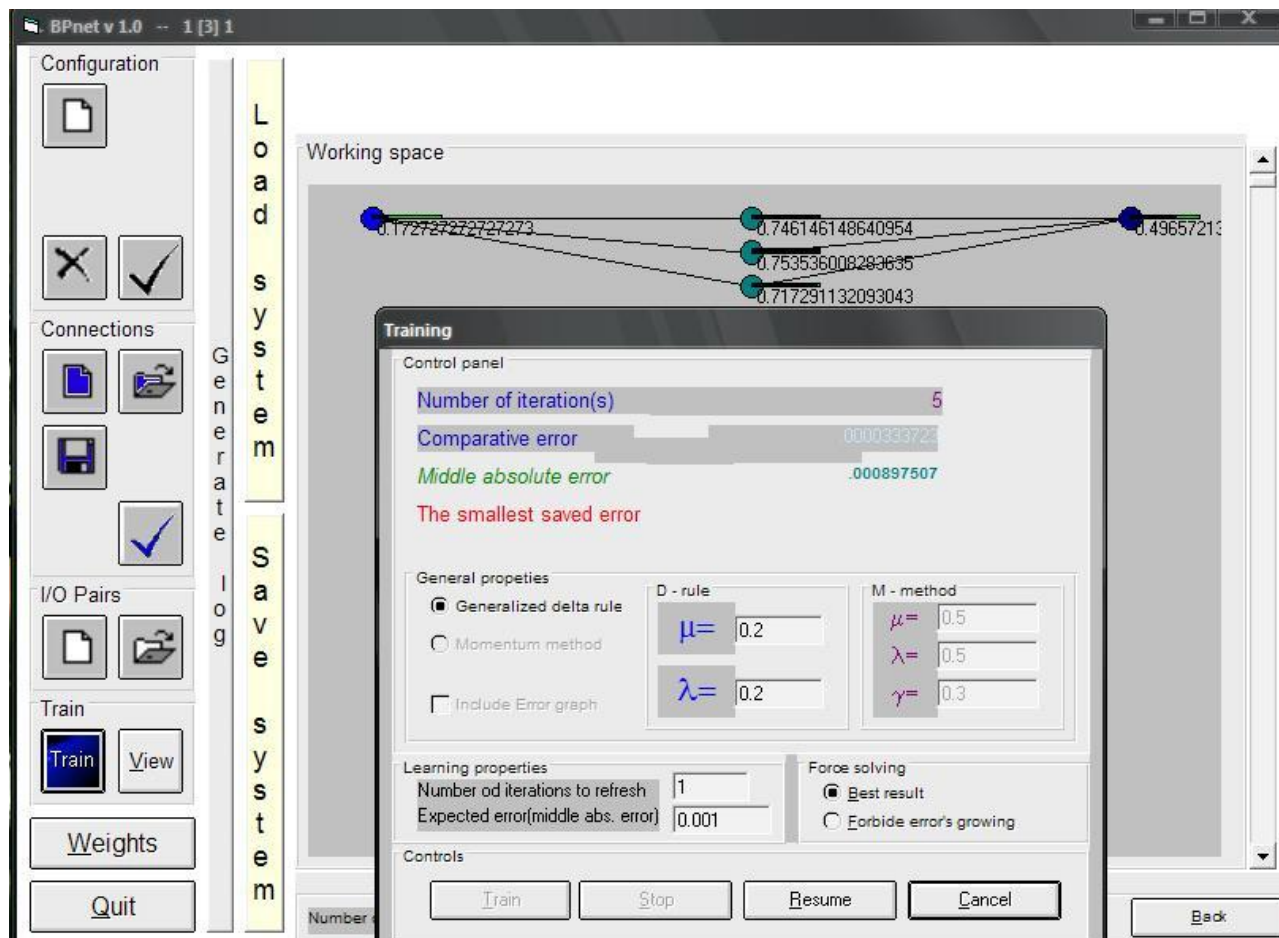 BPnet v 1.0 -- 1 [3] 1
Configuration
Connections
I/O Pairs
Train
Train
View
Weights
Quit
Generate log
Load system
Save system
Working space
0.172727272727273
0.746146148640954
0.49657213
0.753536008283635
0.717291132093043
Training
Control panel
Number of iteration(s) 5
Comparative error 0000333723
Middle absolute error .000897507
The smallest saved error
General propeties
Generalized delta rule
Momentum method
Include Error graph
D - rule
μ= 0.2
λ= 0.2
M - method
μ= 0.5
λ= 0.5
γ= 0.3
Learning properties
Number od iterations to refresh 1
Expected error(middle abs. error) 0.001
Force solving
Best result
Forbide error's growing
Controls
Train
Stop
Resume
Cancel
Number
Back